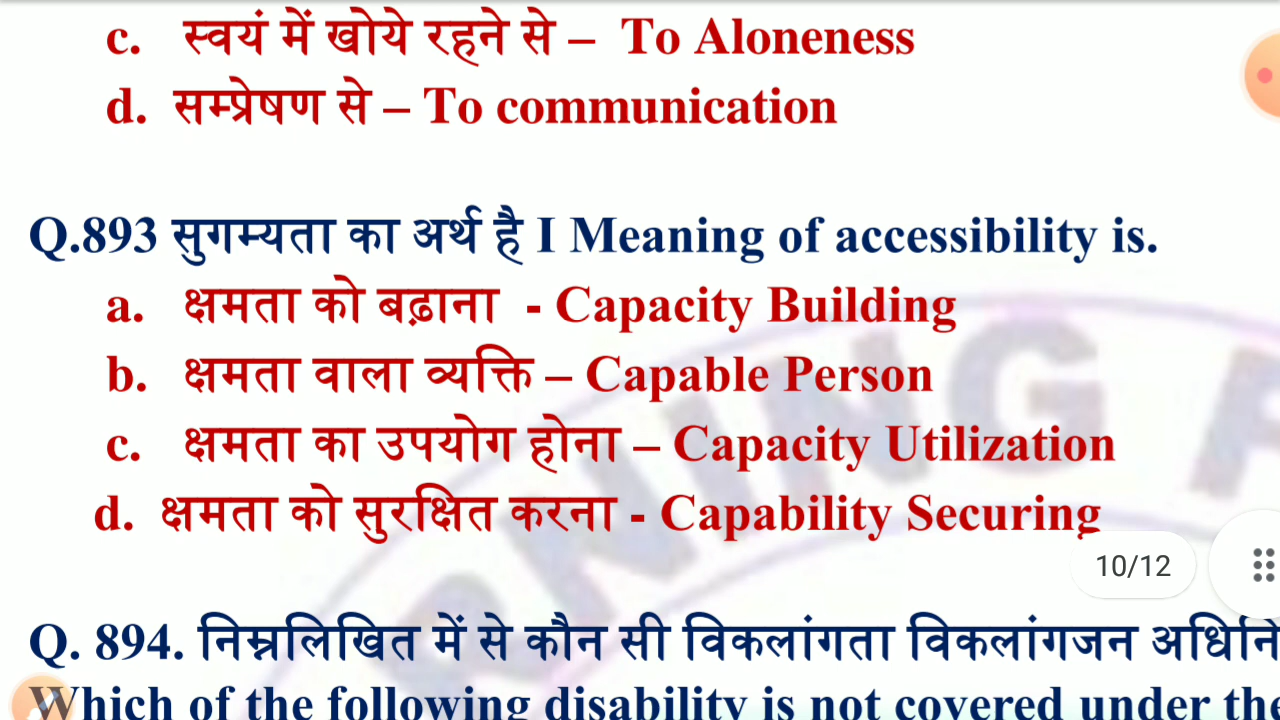 c. स्वयं में खोये रहने से – To Aloneness
d. सम्प्रेषण से – To communication
Q.893 सुगम्यता का अर्थ है I Meaning of accessibility is.
a. क्षमता को बढ़ाना - Capacity Building
b. क्षमता वाला व्यक्ति – Capable Person
c. क्षमता का उपयोग होना – Capacity Utilization
d. क्षमता को सुरक्षित करना - Capability Securing
10/12
Q. 894. निम्नलिखित में से कौन सी विकलांगता विकलांगजन
Which of the following disability is not covered under the